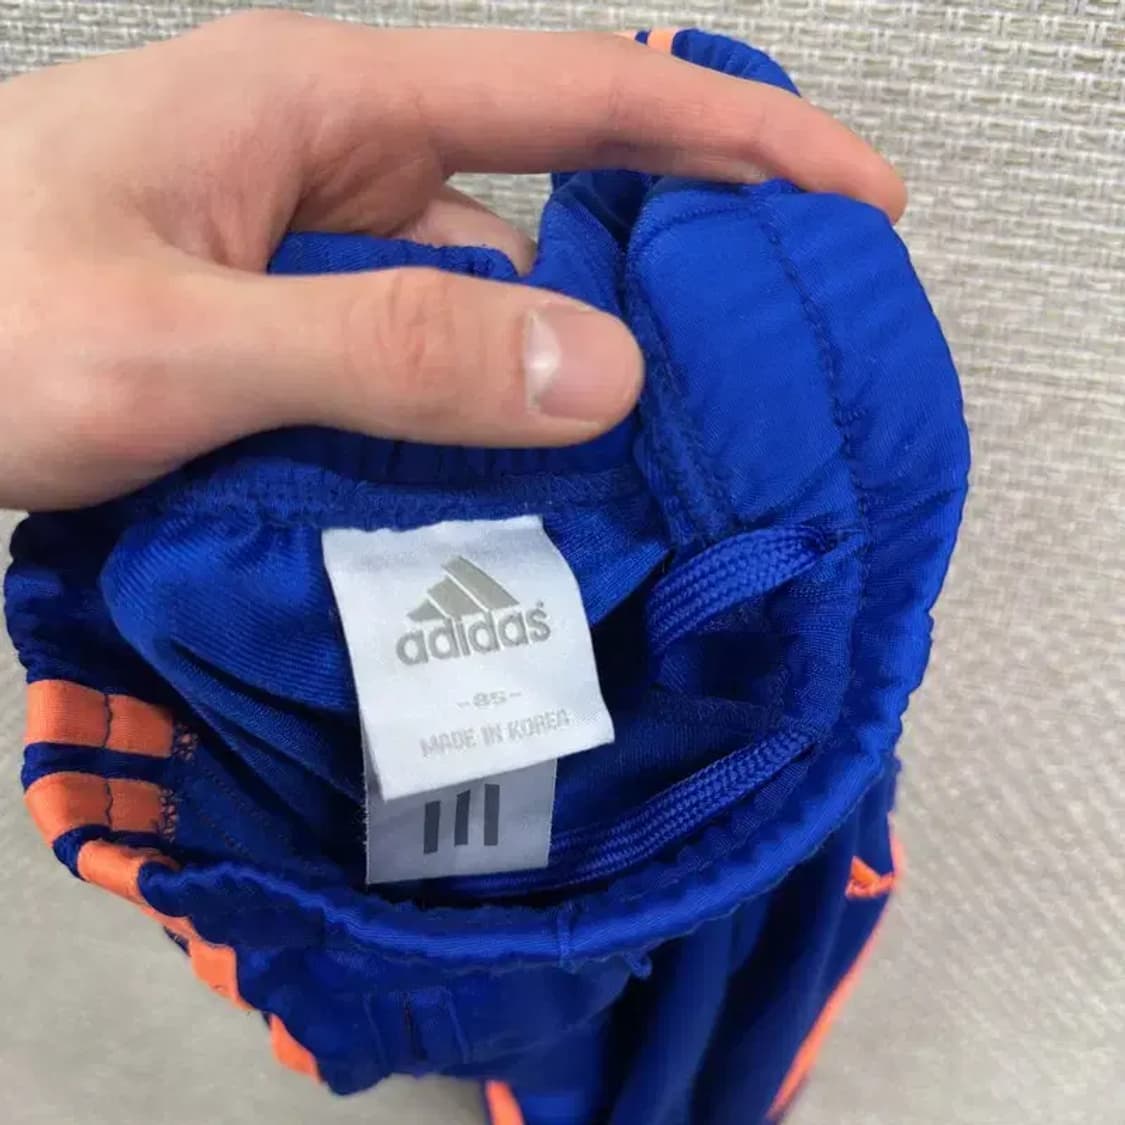 adidas
-85-
MADE IN KOREA